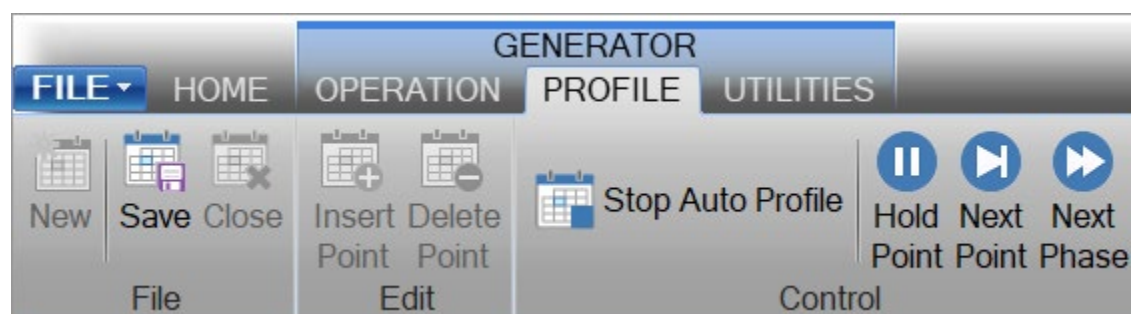 GENERATOR
FILE HOME OPERATION PROFILE UTILITIES
New Save Close Insert Delete Stop Auto Profile Hold Next Next
Point Point Point Point Phase
File Edit Control